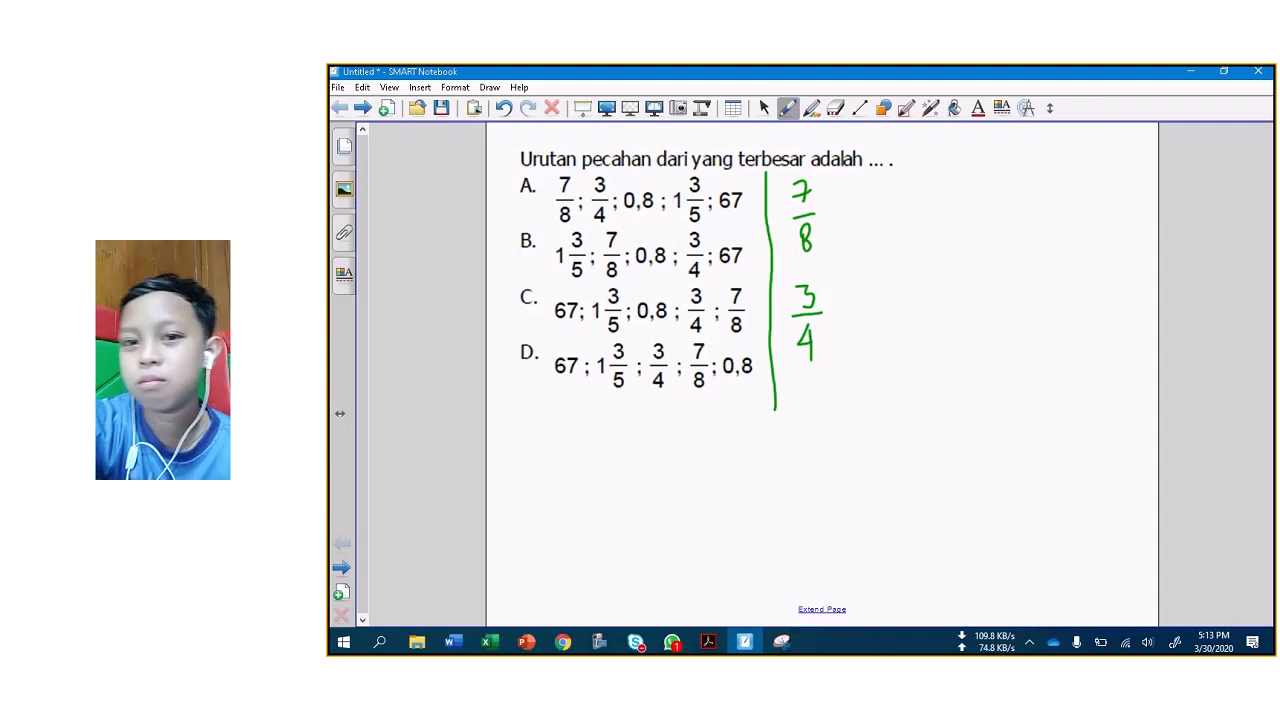 Untitled * - SMART Notebook
File Edit View Insert Format Draw Help
Urutan pecahan dari yang terbesar adalah ... .
A. 7/8 ; 3/4 ; 0,8 ; 1 3/5 ; 67
B. 1 3/5 ; 7/8 ; 0,8 ; 3/4 ; 67
C. 67; 1 3/5 ; 0,8 ; 3/4 ; 7/8
D. 67 ; 1 3/5 ; 3/4 ; 7/8 ; 0,8
7/8
3/4
Extend Page
109.8 KB/s
74.8 KB/s
5:13 PM
3/30/2020